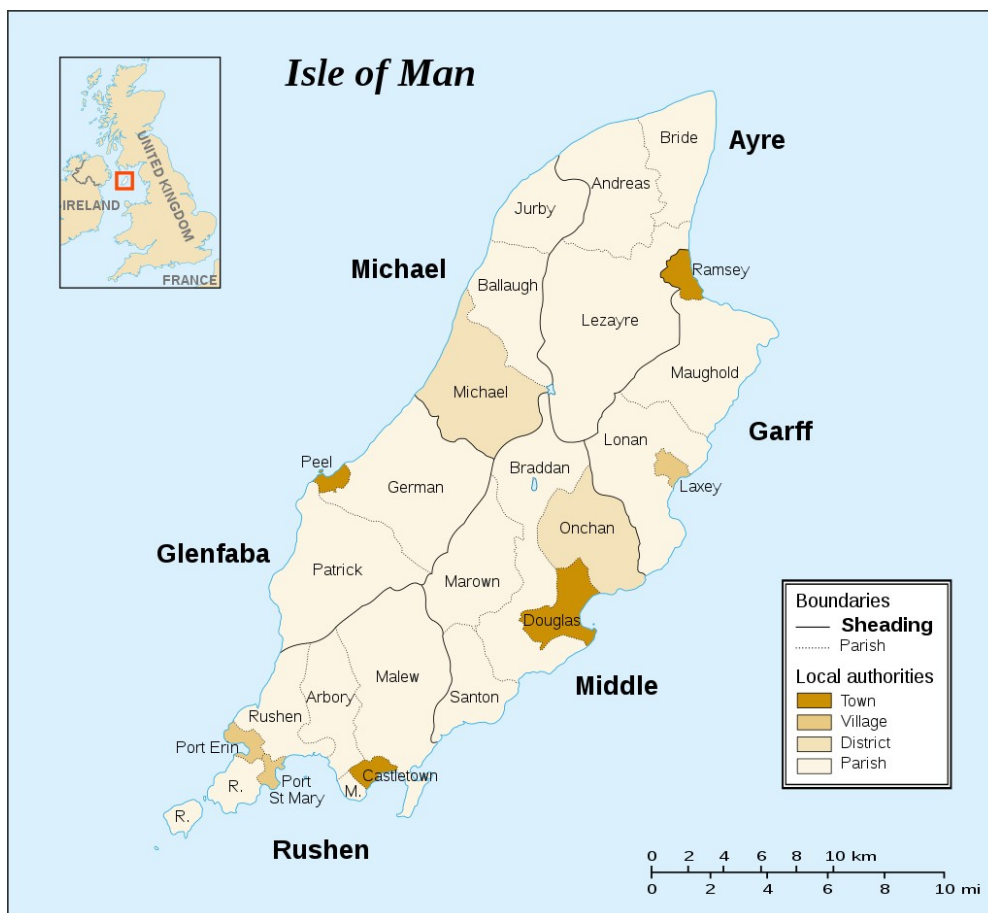 Isle of Man
UNITED KINGDOM
IRELAND
FRANCE
Bride
Ayre
Andreas
Jurby
Michael
Ramsey
Ballaugh
Lezayre
Maughold
Michael
Garff
Lonan
Peel
Braddan
German
Laxey
Onchan
Glenfaba
Patrick
Marown
Douglas
Malew
Middle
Arbory
Santon
Rushen
Port Erin
Castletown
Port
St Mary
R.
M.
R.
Rushen
Boundaries
Sheading
Parish
Local authorities
Town
Village
District
Parish
0 2 4 6 8 10 km
0 2 4 6 8 10 mi